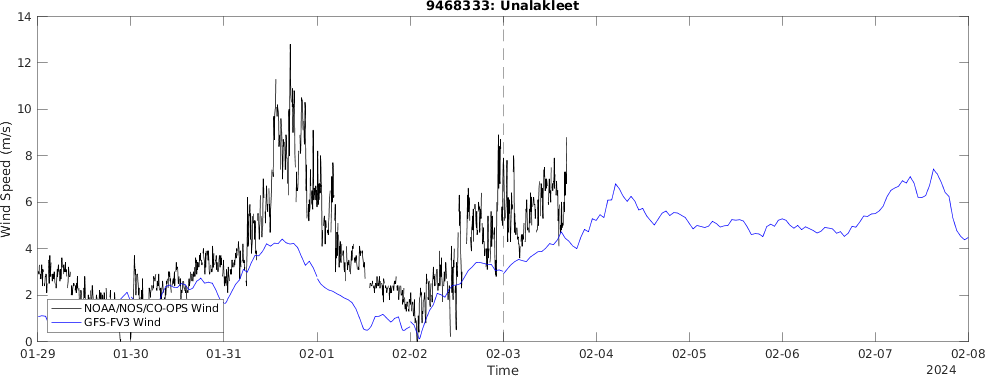 9468333: Unalakleet
Wind Speed (m/s)
14
12
10
8
6
4
2
0
NOAA/NOS/CO-OPS Wind
GFS-FV3 Wind
01-29 01-30 01-31 02-01 02-02 02-03 02-04 02-05 02-06 02-07 02-08
Time
2024